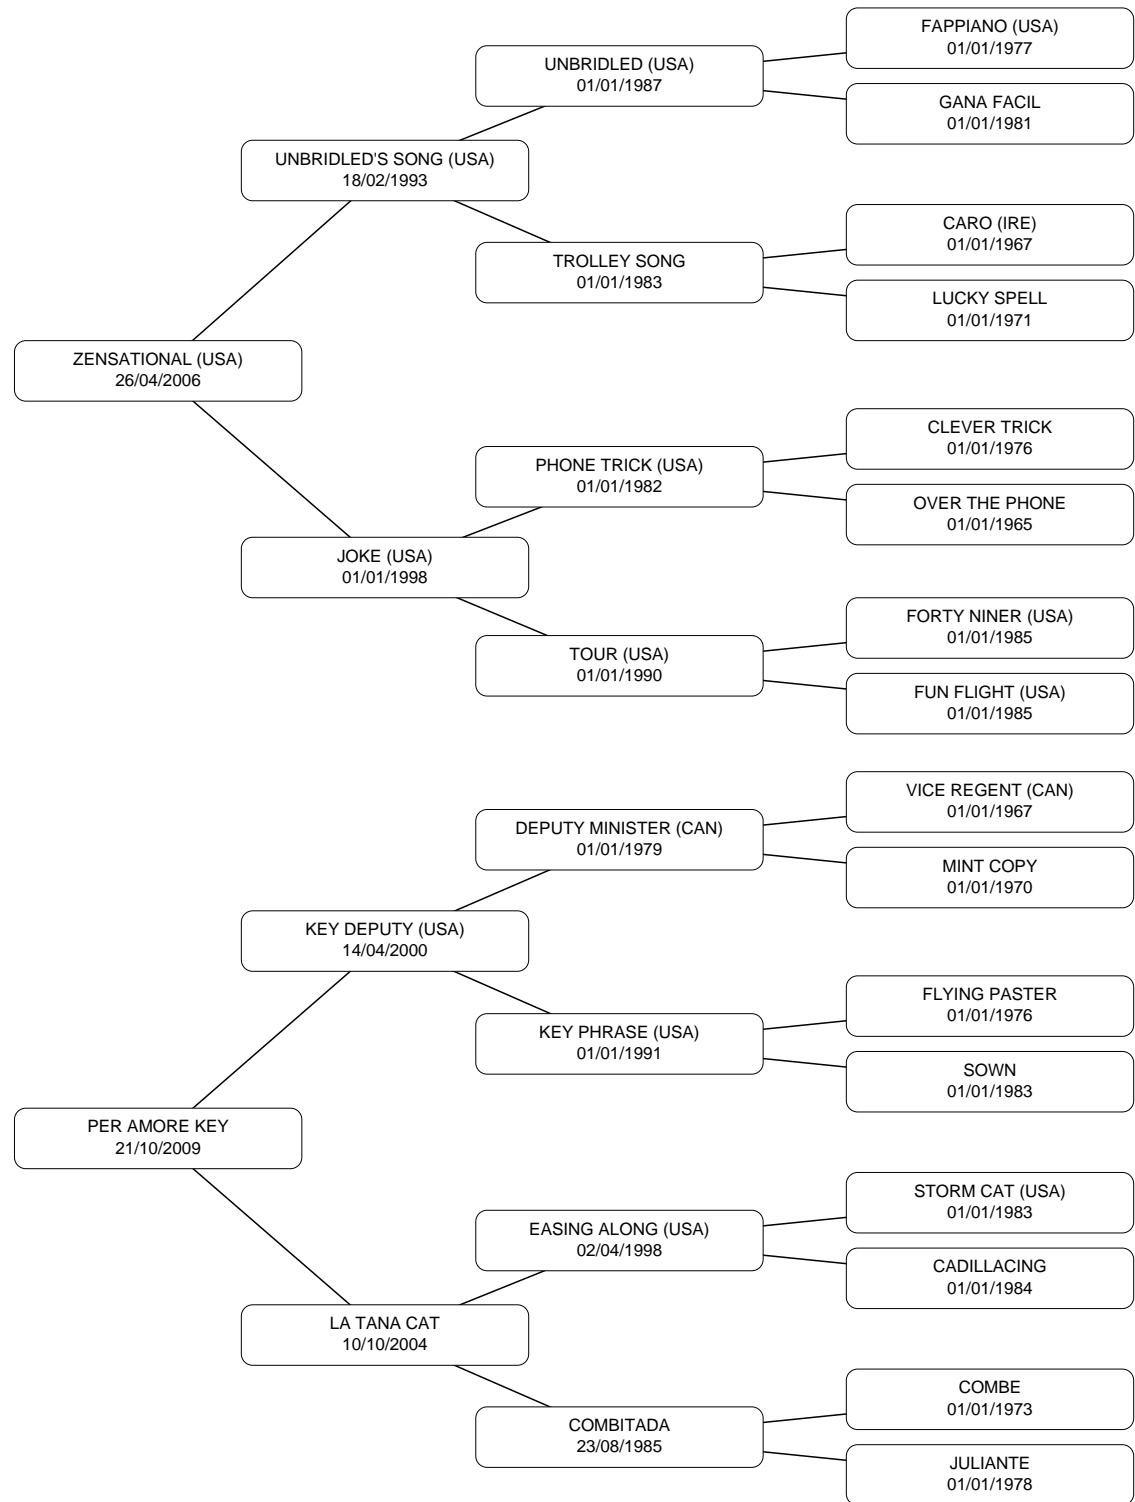 FAPPIANO (USA)
01/01/1977
UNBRIDLED (USA)
01/01/1987
GANA FACIL
01/01/1981
UNBRIDLED'S SONG (USA)
18/02/1993
CARO (IRE)
01/01/1967
TROLLEY SONG
01/01/1983
LUCKY SPELL
01/01/1971
ZENSATIONAL (USA)
26/04/2006
CLEVER TRICK
01/01/1976
PHONE TRICK (USA)
01/01/1982
OVER THE PHONE
01/01/1965
JOKE (USA)
01/01/1998
FORTY NINER (USA)
01/01/1985
TOUR (USA)
01/01/1990
FUN FLIGHT (USA)
01/01/1985
VICE REGENT (CAN)
01/01/1967
DEPUTY MINISTER (CAN)
01/01/1979
MINT COPY
01/01/1970
KEY DEPUTY (USA)
14/04/2000
FLYING PASTER
01/01/1976
KEY PHRASE (USA)
01/01/1991
SOWN
01/01/1983
PER AMORE KEY
21/10/2009
STORM CAT (USA)
01/01/1983
EASING ALONG (USA)
02/04/1998
CADILLACING
01/01/1984
LA TANA CAT
10/10/2004
COMBE
01/01/1973
COMBITADA
23/08/1985
JULIANTE
01/01/1978